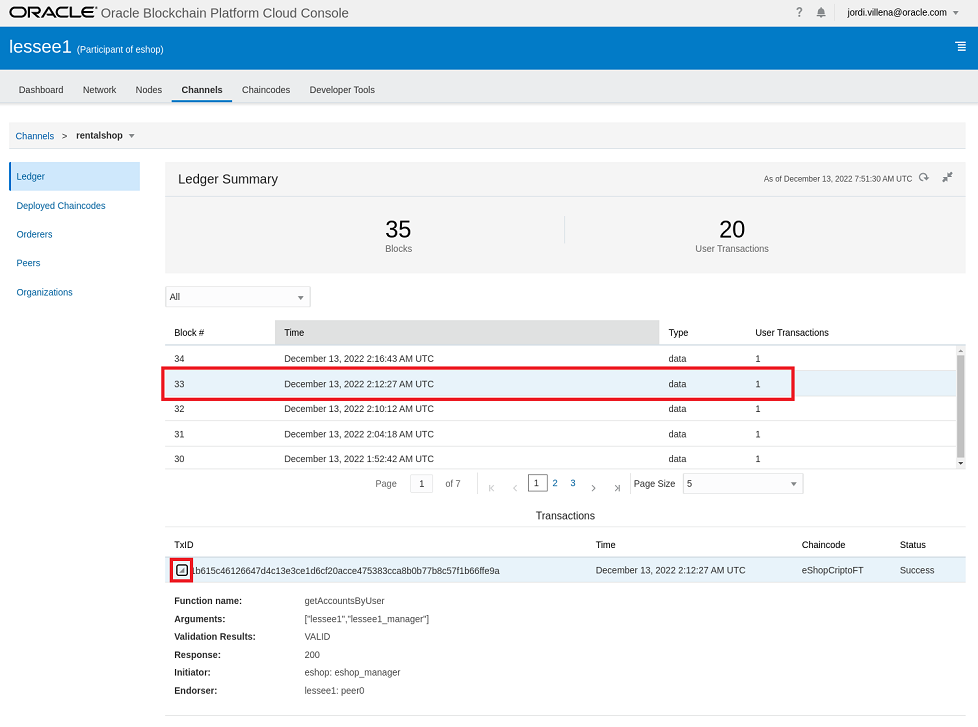 ORACLE® Oracle Blockchain Platform Cloud Console ? jordi.villena@oracle.com
lessee1 (Participant of eshop)
Dashboard Network Nodes Channels Chaincodes Developer Tools
Channels > rentalshop
Ledger
Deployed Chaincodes
Orderers
Peers
Organizations
Ledger Summary As of December 13, 2022 7:51:30 AM UTC
35 20
Blocks User Transactions
All
Block # Time Type User Transactions
34 December 13, 2022 2:16:43 AM UTC data 1
33 December 13, 2022 2:12:27 AM UTC data 1
32 December 13, 2022 2:10:12 AM UTC data 1
31 December 13, 2022 2:04:18 AM UTC data 1
30 December 13, 2022 1:52:42 AM UTC data 1
Page 1 of 7 1 2 3 Page Size 5
Transactions
TxID Time Chaincode Status
1b615c46126647d4c13e3ce1d6cf20acce475383cca8b0b77b8c57f1b66ffe9a December 13, 2022 2:12:27 AM UTC eShopCriptoFT Success
Function name: getAccountsByUser
Arguments: ["lessee1","lessee1_manager"]
Validation Results: VALID
Response: 200
Initiator: eshop: eshop_manager
Endorser: lessee1: peer0